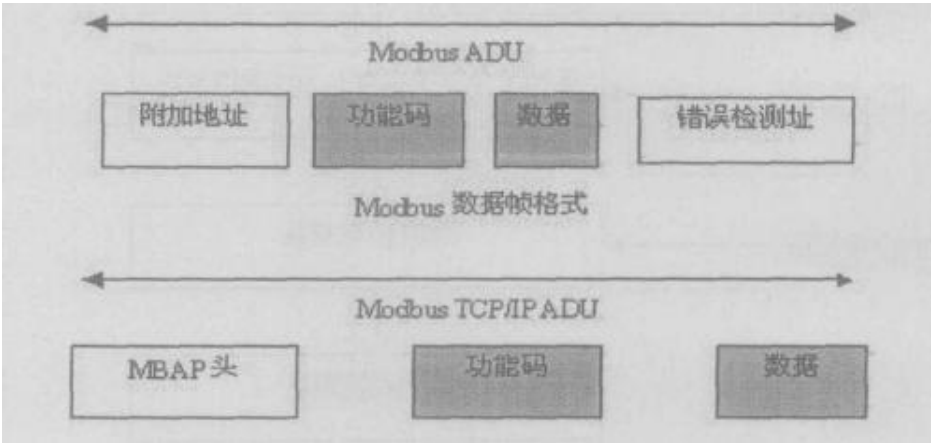 Modbus ADU
附加地址 功能码 数据 错误检测址
Modbus 数据帧格式
Modbus TCP/IP ADU
MBAP 头 功能码 数据